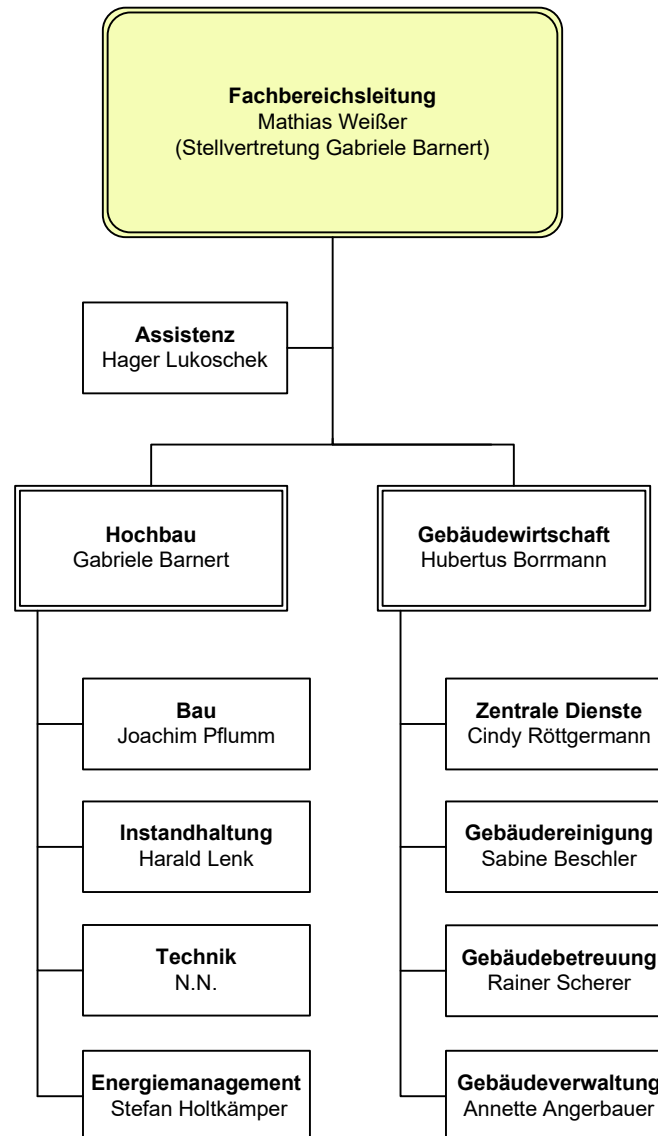 Fachbereichsleitung
Mathias Weißer
(Stellvertretung Gabriele Barnert)
Assistenz
Hager Lukoschek
Hochbau
Gabriele Barnert
Gebäudewirtschaft
Hubertus Borrmann
Bau
Joachim Pflumm
Zentrale Dienste
Cindy Röttgermann
Instandhaltung
Harald Lenk
Gebäudereinigung
Sabine Beschler
Technik
N.N.
Gebäudebetreuung
Rainer Scherer
Energiemanagement
Stefan Holtkämper
Gebäudeverwaltung
Annette Angerbauer